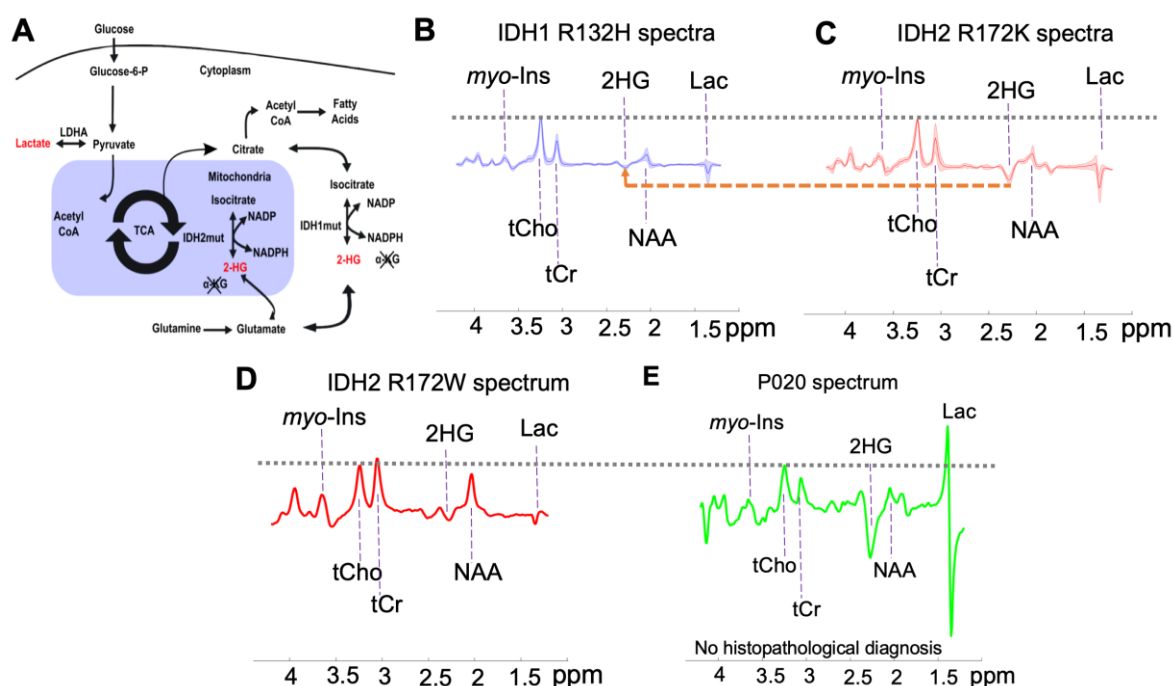 A
Glucose
Glucose-6-P
Cytoplasm
Acetyl CoA
Fatty Acids
Lactate
LDHA
Pyruvate
Citrate
Mitochondria
Isocitrate
Isocitrate
Acetyl CoA
TCA
NADP
IDH2mut
NADPH
2-HG
α-KG
NADP
IDH1mut
NADPH
2-HG
α-KG
Glutamine
Glutamate
B
IDH1 R132H spectra
myo-Ins
2HG
Lac
tCho
tCr
NAA
4 3.5 3 2.5 2 1.5 ppm
C
IDH2 R172K spectra
myo-Ins
2HG
Lac
tCho
tCr
NAA
4 3.5 3 2.5 2 1.5 ppm
D
IDH2 R172W spectrum
myo-Ins
2HG
Lac
tCho
tCr
NAA
4 3.5 3 2.5 2 1.5 ppm
E
P020 spectrum
myo-Ins
2HG
Lac
tCho
tCr
NAA
No histopathological diagnosis
4 3.5 3 2.5 2 1.5 ppm